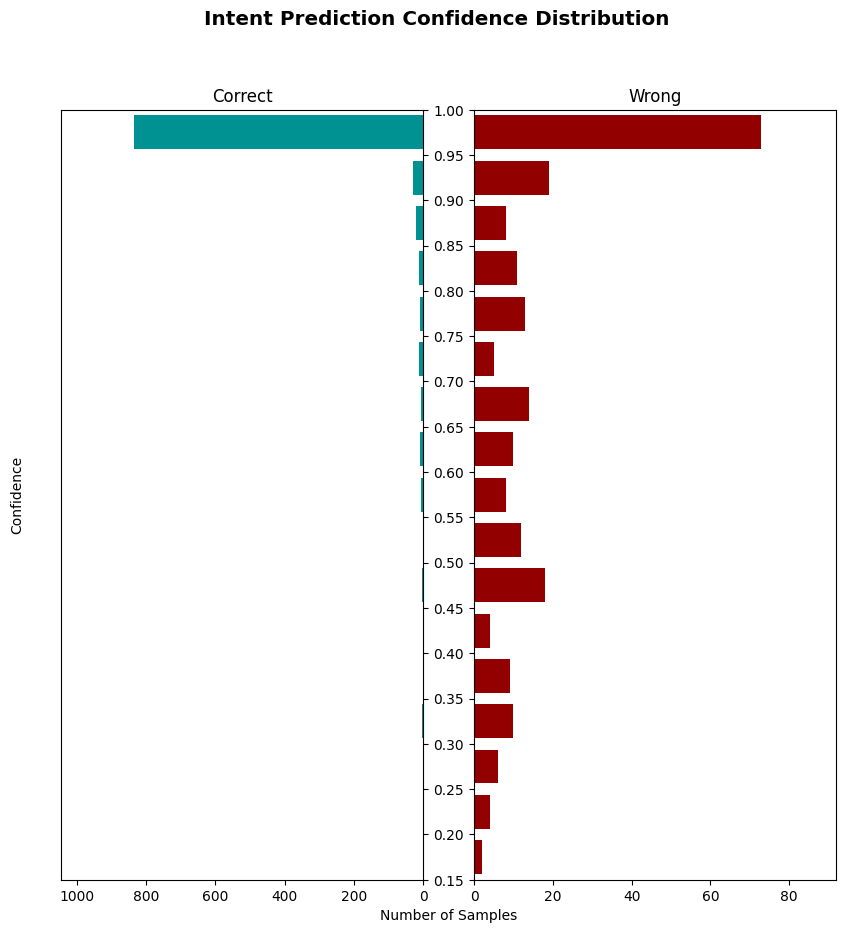 Intent Prediction Confidence Distribution
Correct
Wrong
1.00
0.95
0.90
0.85
0.80
0.75
0.70
0.65
0.60
0.55
0.50
0.45
0.40
0.35
0.30
0.25
0.20
0.15
Confidence
1000 800 600 400 200 0
0 20 40 60 80
Number of Samples